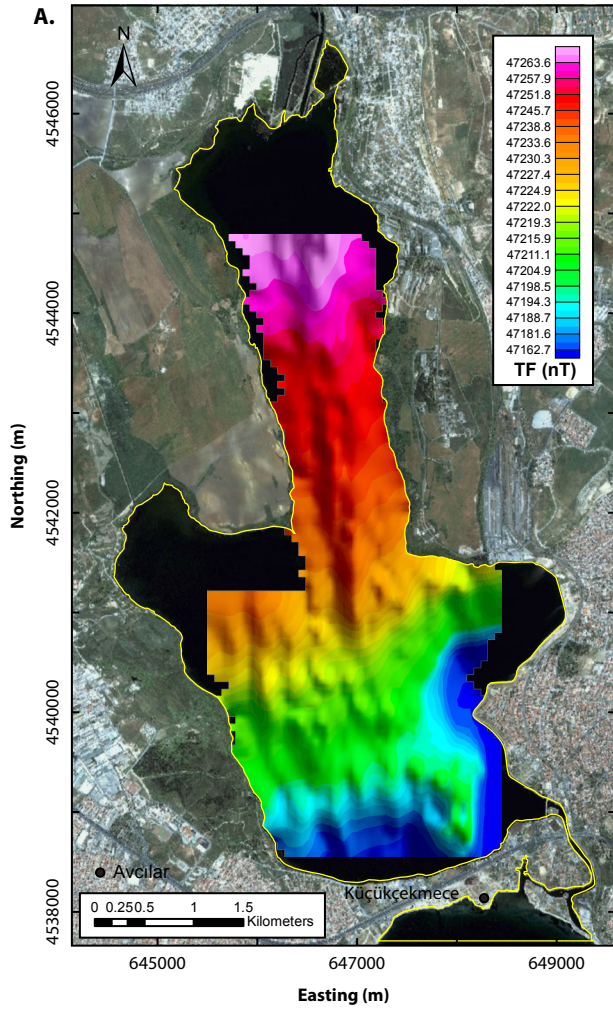 A.
N
47263.6
47257.9
47251.8
47245.7
47238.8
47233.6
47230.3
47227.4
47224.9
47222.0
47219.3
47215.9
47211.1
47204.9
47198.5
47194.3
47188.7
47181.6
47162.7
TF (nT)
4546000
4544000
4542000
4540000
4538000
Northing (m)
Avcılar
Küçükçekmece
0 0.25 0.5 1 1.5
Kilometers
645000 647000 649000
Easting (m)